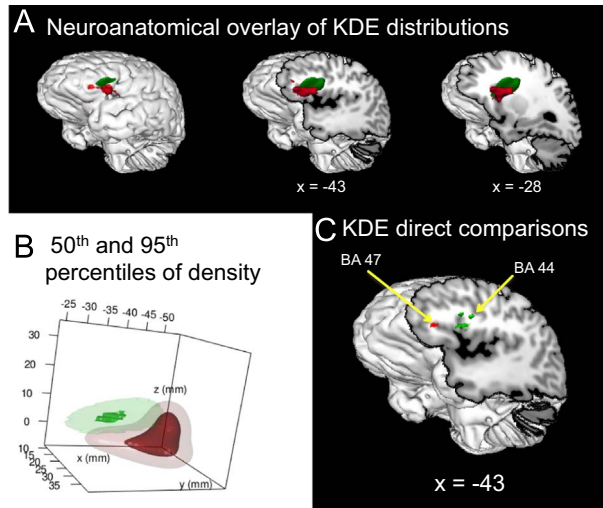 A Neuroanatomical overlay of KDE distributions
x = -43
x = -28
B 50th and 95th
percentiles of density
-25 -30 -35 -40 -45 -50
30
20
10
0
z (mm)
10
15
20
25
30
35
x (mm)
y (mm)
C KDE direct comparisons
BA 47
BA 44
x = -43